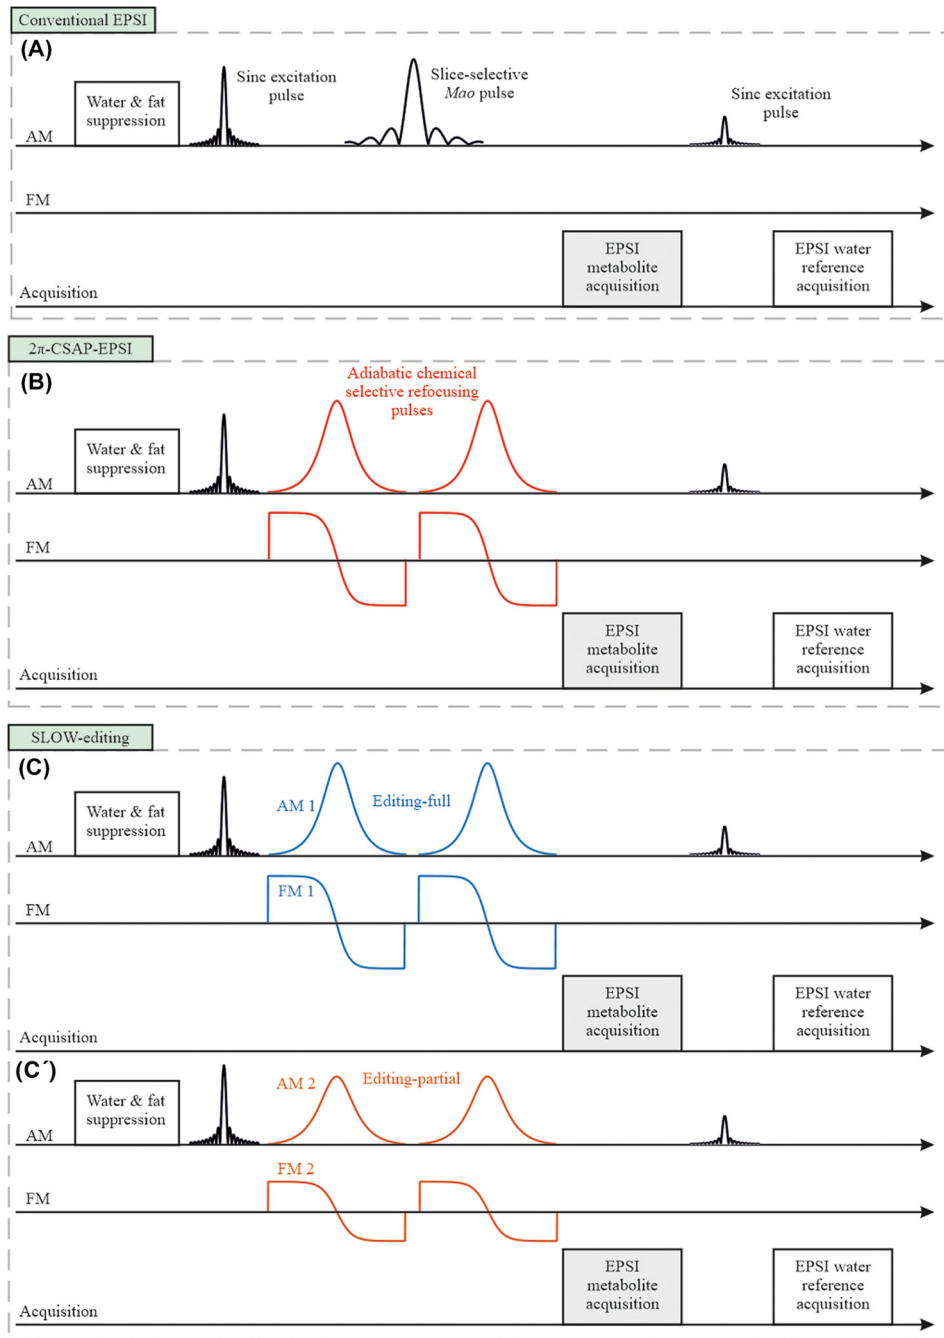 Conventional EPSI
(A)
Water & fat
suppression
Sinc excitation
pulse
Slice-selective
Mao pulse
Sinc excitation
pulse
AM
FM
EPSI
metabolite
acquisition
EPSI water
reference
acquisition
Acquisition
2π-CSAP-EPSI
(B)
Adiabatic chemical
selective refocusing
pulses
Water & fat
suppression
AM
FM
EPSI
metabolite
acquisition
EPSI water
reference
acquisition
Acquisition
SLOW-editing
(C)
Water & fat
suppression
AM 1
Editing-full
AM
FM 1
FM
EPSI
metabolite
acquisition
EPSI water
reference
acquisition
Acquisition
(C´)
Water & fat
suppression
AM 2
Editing-partial
AM
FM 2
FM
EPSI
metabolite
acquisition
EPSI water
reference
acquisition
Acquisition